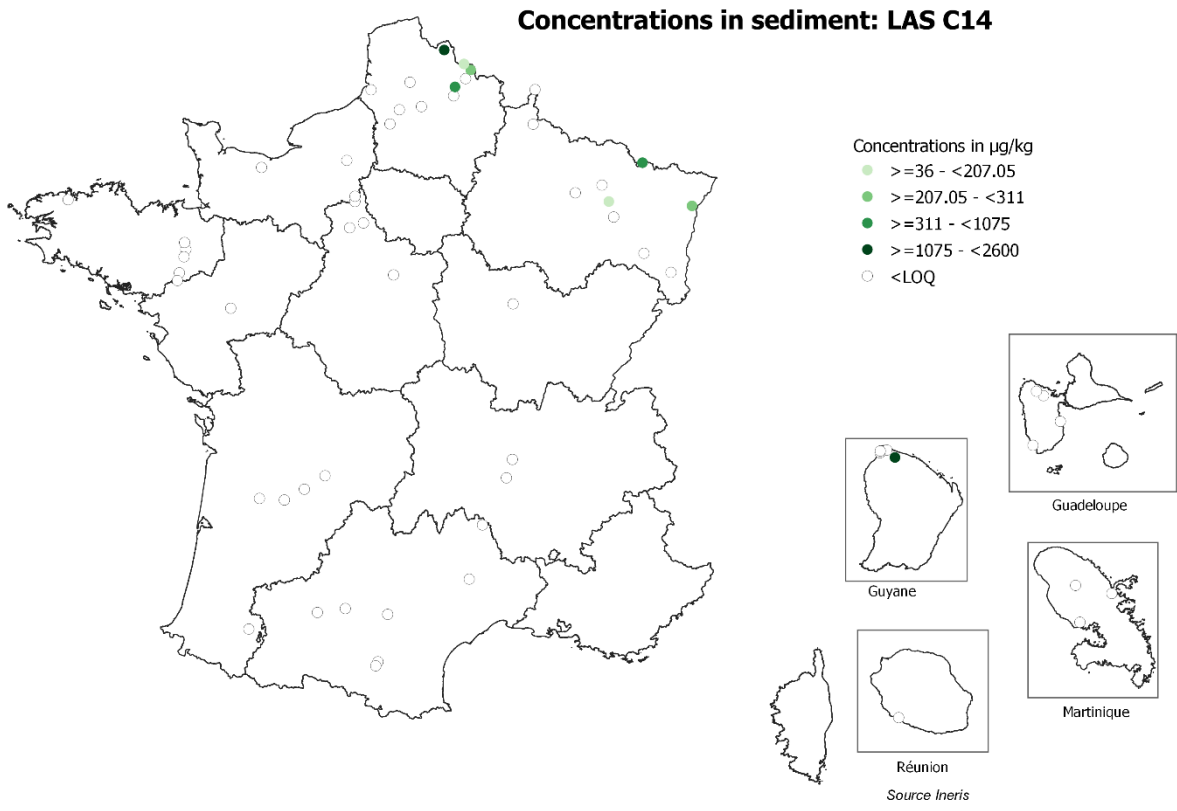 Concentrations in sediment: LAS C14
Concentrations in µg/kg
>=36 - <207.05
>=207.05 - <311
>=311 - <1075
>=1075 - <2600
<LOQ
Guadeloupe
Guyane
Martinique
Réunion
Source Ineris